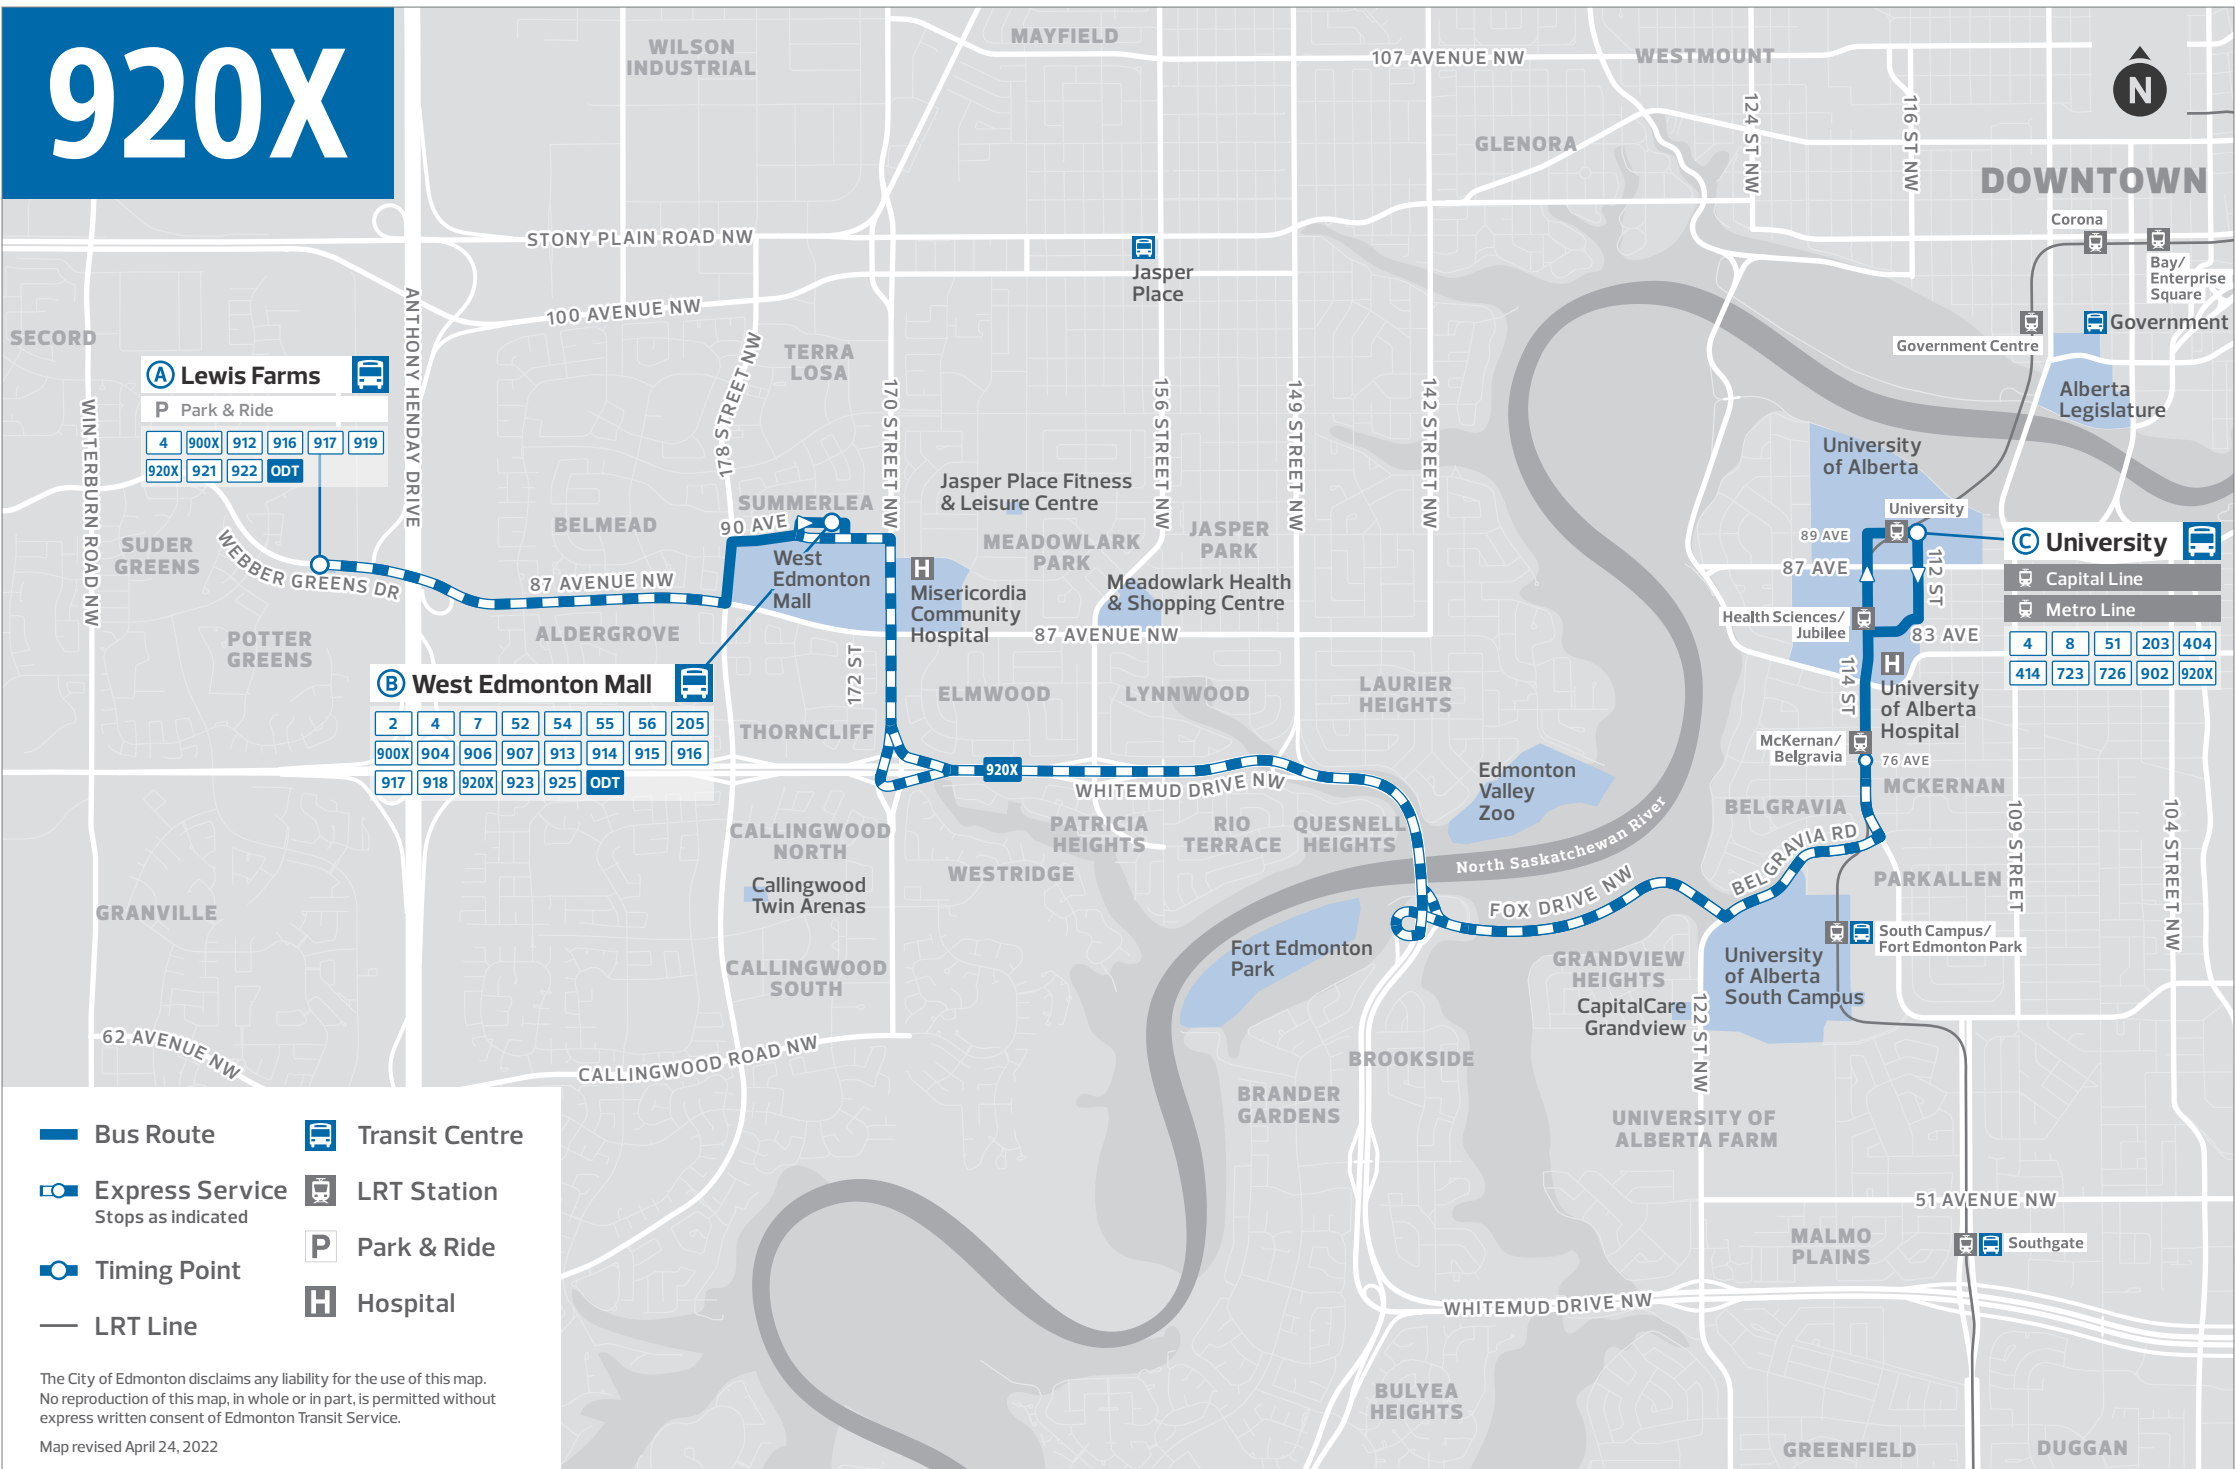 920X
WILSON
INDUSTRIAL
MAYFIELD
107 AVENUE NW
WESTMOUNT
N
GLENORA
124 ST NW
116 ST NW
DOWNTOWN
Corona
Bay/
Enterprise
Square
Government
Government Centre
Alberta
Legislature
STONY PLAIN ROAD NW
Jasper
Place
100 AVENUE NW
ANTHONY HENDAY DRIVE
SECORD
TERRA
LOSA
178 STREET NW
170 STREET NW
156 STREET NW
149 STREET NW
142 STREET NW
WINTERBURN ROAD NW
A Lewis Farms
P Park & Ride
4 900X 912 916 917 919
920X 921 922 ODT
University
of Alberta
University
C University
Capital Line
Metro Line
4 8 51 203 404
414 723 726 902 920X
89 AVE
87 AVE
112 ST
83 AVE
Health Sciences/
Jubilee
114 ST
H
University
of Alberta
Hospital
McKernan/
Belgravia
76 AVE
MCKERNAN
BELGRAVIA
109 STREET
104 STREET NW
Jasper Place Fitness
& Leisure Centre
SUMMERLEA
90 AVE
BELMEAD
SUDER
GREENS
WEBBER GREENS DR
87 AVENUE NW
ALDERGROVE
POTTER
GREENS
West
Edmonton
Mall
H
Misericordia
Community
Hospital
MEADOWLARK
PARK
JASPER
PARK
Meadowlark Health
& Shopping Centre
87 AVENUE NW
172 ST
B West Edmonton Mall
2 4 7 52 54 55 56 205
900X 904 906 907 913 914 915 916
917 918 920X 923 925 ODT
THORNCLIFF
ELMWOOD
LYNNWOOD
LAURIER
HEIGHTS
920X
WHITEMUD DRIVE NW
Edmonton
Valley
Zoo
CALLINGWOOD
NORTH
PATRICIA
HEIGHTS
RIO
TERRACE
QUESNELL
HEIGHTS
North Saskatchewan River
WESTRIDGE
Callingwood
Twin Arenas
GRANVILLE
FOX DRIVE NW
BELGRAVIA RD
PARKALLEN
South Campus/
Fort Edmonton Park
Fort Edmonton
Park
GRANDVIEW
HEIGHTS
University
of Alberta
South Campus
CapitalCare
Grandview
122 ST NW
CALLINGWOOD
SOUTH
62 AVENUE NW
CALLINGWOOD ROAD NW
BROOKSIDE
BRANDER
GARDENS
UNIVERSITY OF
ALBERTA FARM
51 AVENUE NW
MALMO
PLAINS
Southgate
WHITEMUD DRIVE NW
BULYEA
HEIGHTS
GREENFIELD
DUGGAN
Bus Route
Transit Centre
Express Service
Stops as indicated
LRT Station
P Park & Ride
Timing Point
H Hospital
LRT Line
The City of Edmonton disclaims any liability for the use of this map.
No reproduction of this map, in whole or in part, is permitted without
express written consent of Edmonton Transit Service.
Map revised April 24, 2022